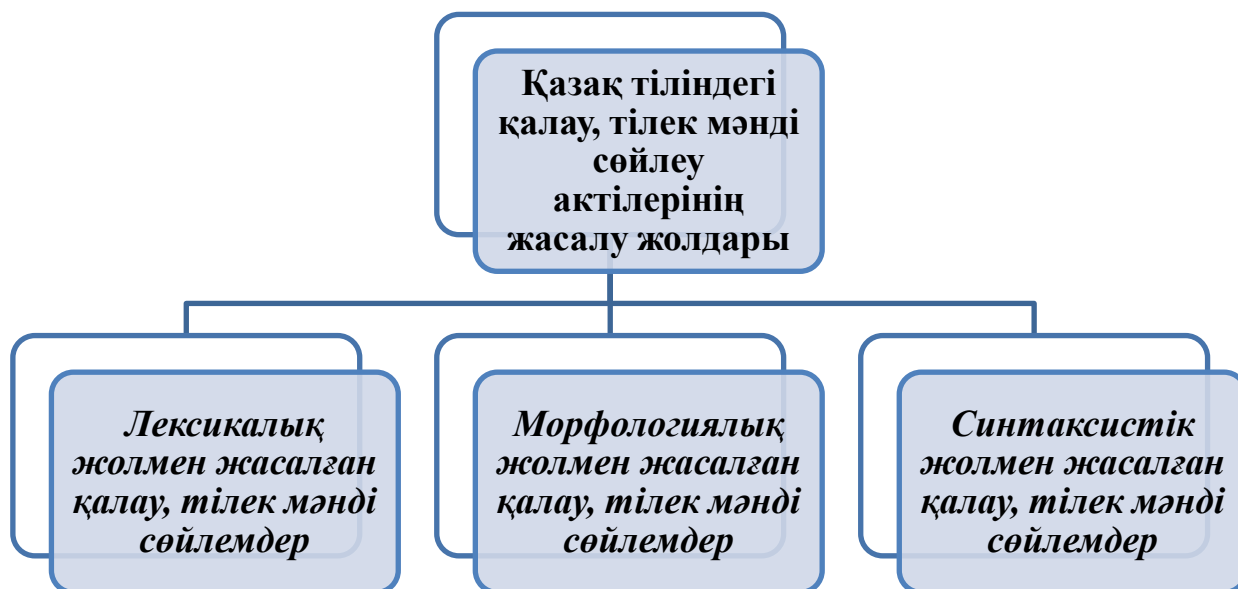 Қазақ тіліндегі
қалау, тілек мәнді
сөйлеу
актілерінің
жасалу жолдары
Лексикалық
жолмен жасалған
қалау, тілек мәнді
сөйлемдер
Морфологиялық
жолмен жасалған
қалау, тілек мәнді
сөйлемдер
Синтаксистік
жолмен жасалған
қалау, тілек мәнді
сөйлемдер